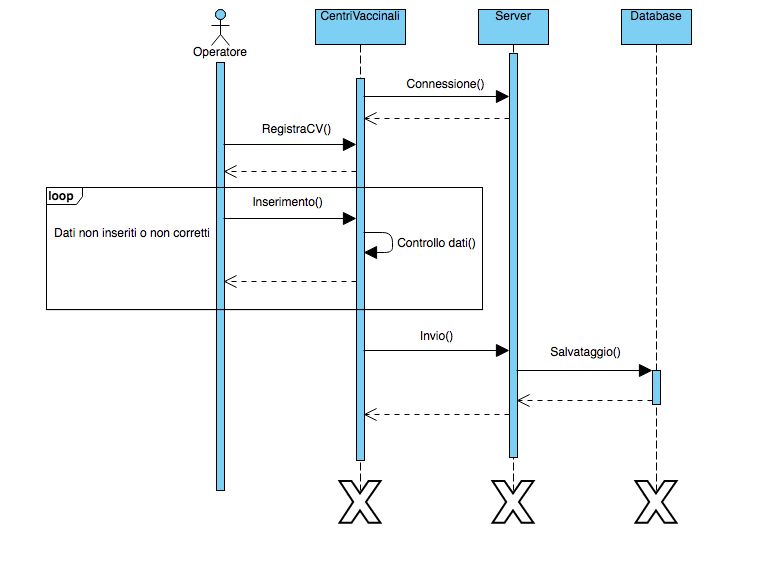 CentriVaccinali
Server
Database
Operatore
Connessione()
RegistraCV()
loop
Inserimento()
Dati non inseriti o non corretti
Controllo dati()
Invio()
Salvataggio()